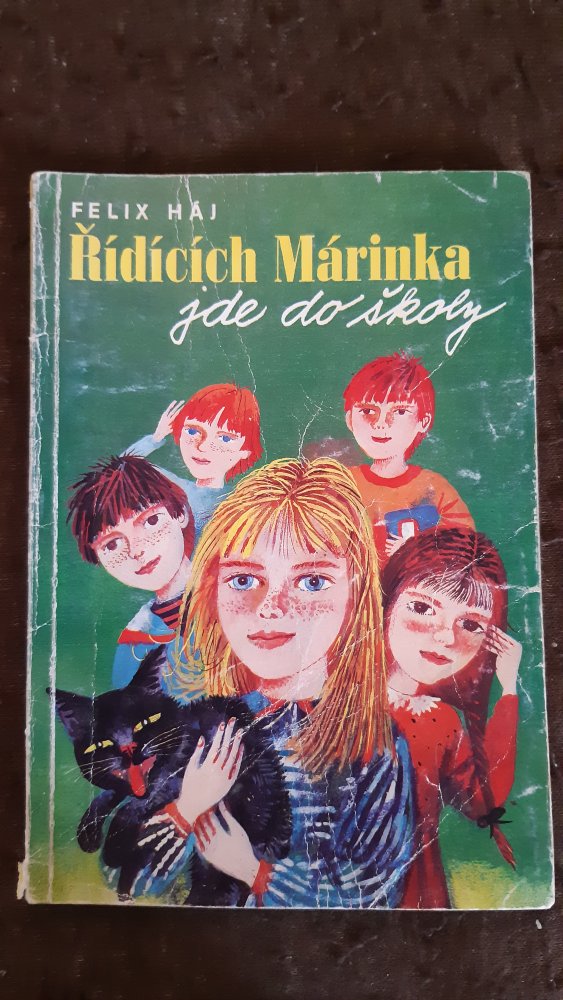 FELIX HÁJ
Řídících Márinka
jde do školy